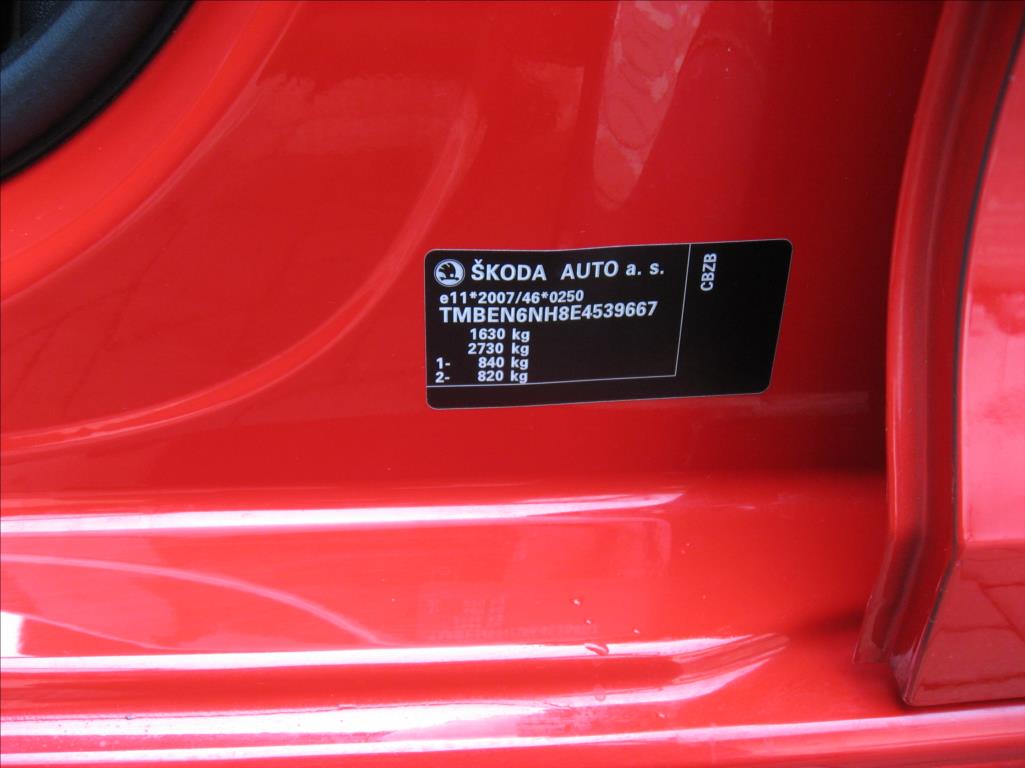 ŠKODA AUTO a. s.
e11*2007/46*0250
TMBEN6NH8E4539667
1630 kg
2730 kg
1- 840 kg
2- 820 kg
CBZB